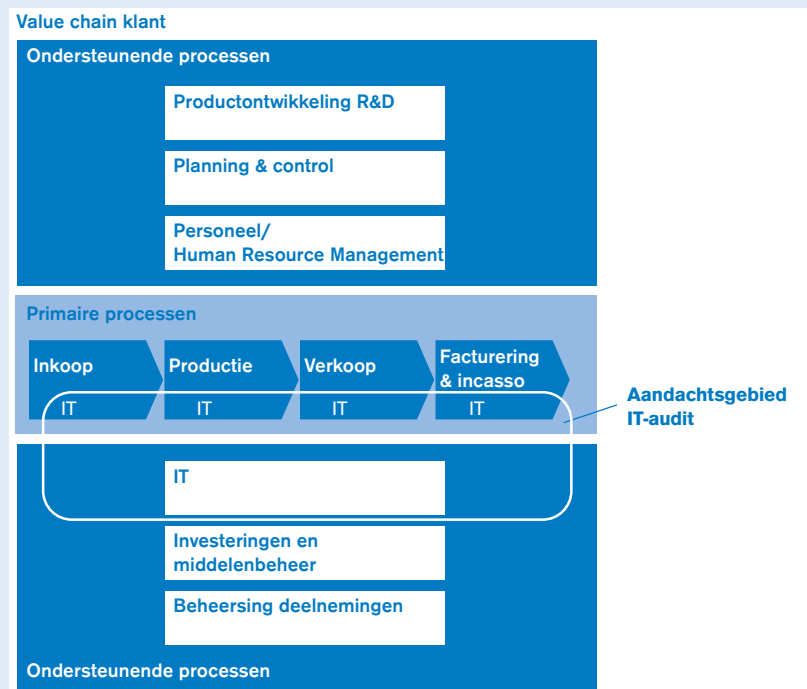 Value chain klant
Ondersteunende processen
Productontwikkeling R&D
Planning & control
Personeel/
Human Resource Management
Primaire processen
Inkoop
IT
Productie
IT
Verkoop
IT
Facturering
& incasso
IT
Aandachtsgebied
IT-audit
IT
Investeringen en
middelenbeheer
Beheersing deelnemingen
Ondersteunende processen